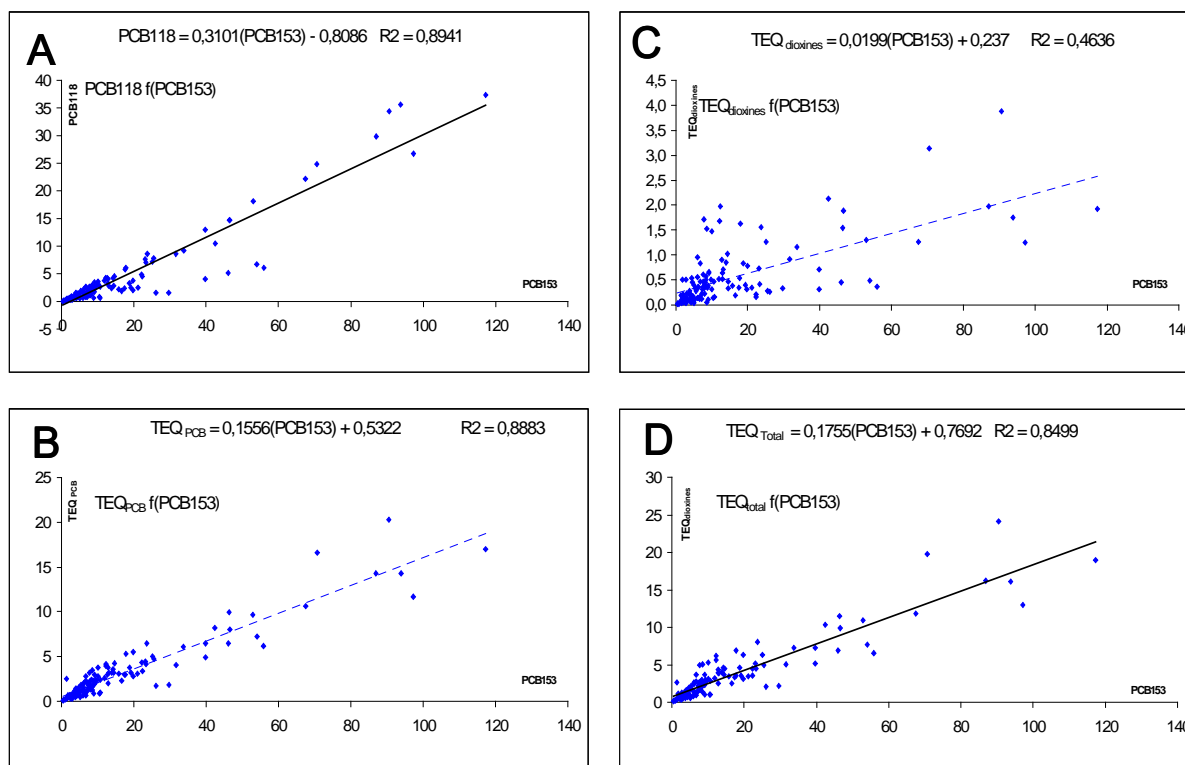 A
PCB118 = 0,3101(PCB153) - 0,8086 R2 = 0,8941
PCB118 f(PCB153)
PCB118
40
35
30
25
20
15
10
5
0
-5
0 20 40 60 80 100 120 140
PCB153
B
TEQ PCB = 0,1556(PCB153) + 0,5322 R2 = 0,8883
TEQPCB f(PCB153)
TEQ PCB
25
20
15
10
5
0
0 20 40 60 80 100 120 140
PCB153
C
TEQ dioxines = 0,0199(PCB153) + 0,237 R2 = 0,4636
TEQdioxines f(PCB153)
TEQdioxines
4,5
4,0
3,5
3,0
2,5
2,0
1,5
1,0
0,5
0,0
0 20 40 60 80 100 120 140
PCB153
D
TEQ Total = 0,1755(PCB153) + 0,7692 R2 = 0,8499
TEQtotal f(PCB153)
TEQdioxines
30
25
20
15
10
5
0
0 20 40 60 80 100 120 140
PCB153